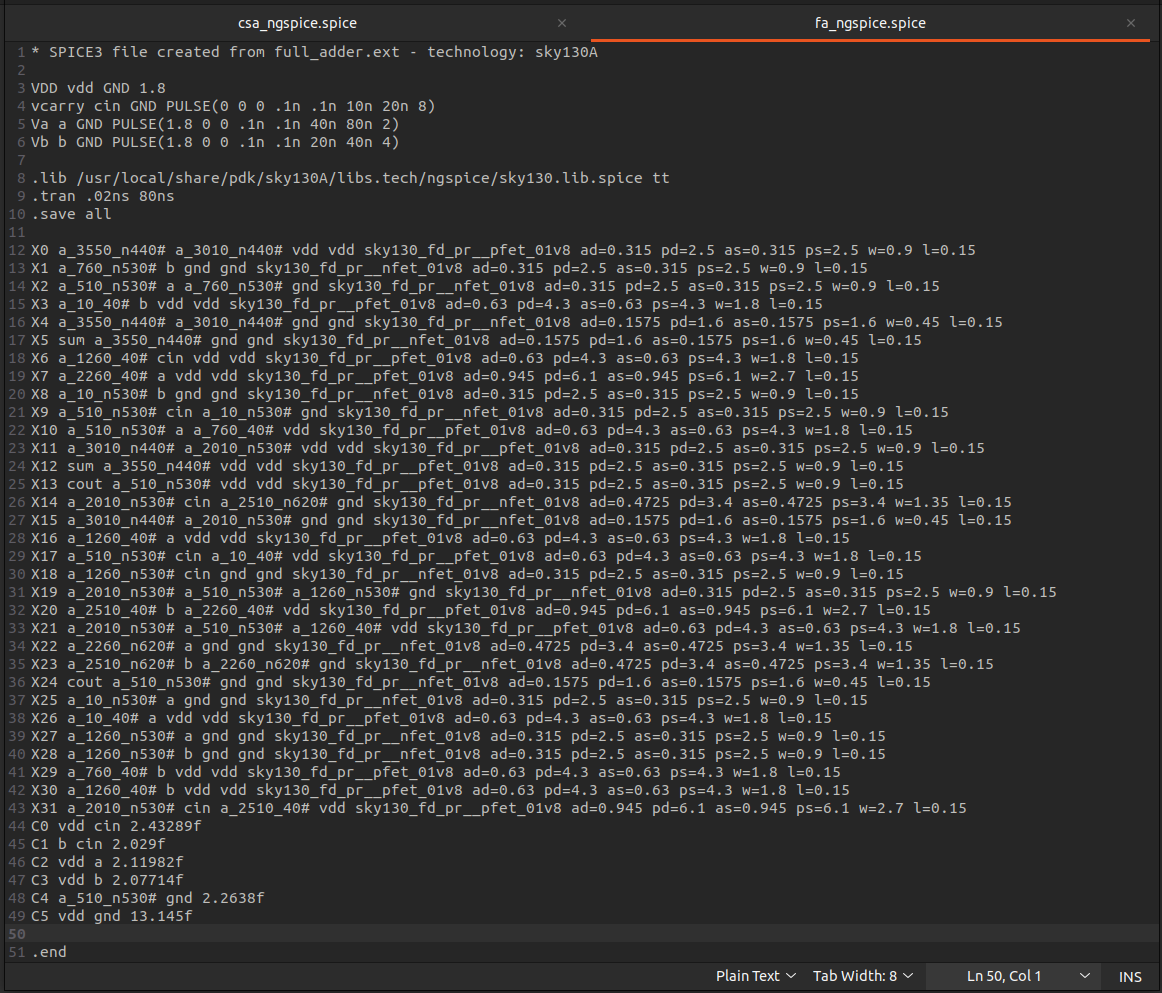 csa_ngspice.spice × fa_ngspice.spice ×
1 * SPICE3 file created from full_adder.ext - technology: sky130A
2
3 VDD vdd GND 1.8
4 vcarry cin GND PULSE(0 0 0 .1n .1n 10n 20n 8)
5 Va a GND PULSE(1.8 0 0 .1n .1n 40n 80n 2)
6 Vb b GND PULSE(1.8 0 0 .1n .1n 20n 40n 4)
7
8 .lib /usr/local/share/pdk/sky130A/libs.tech/ngspice/sky130.lib.spice tt
9 .tran .02ns 80ns
10 .save all
11
12 X0 a_3550_n440# a_3010_n440# vdd vdd sky130_fd_pr__pfet_01v8 ad=0.315 pd=2.5 as=0.315 ps=2.5 w=0.9 l=0.15
13 X1 a_760_n530# b gnd gnd sky130_fd_pr__nfet_01v8 ad=0.315 pd=2.5 as=0.315 ps=2.5 w=0.9 l=0.15
14 X2 a_510_n530# a a_760_n530# gnd sky130_fd_pr__nfet_01v8 ad=0.315 pd=2.5 as=0.315 ps=2.5 w=0.9 l=0.15
15 X3 a_10_40# b vdd vdd sky130_fd_pr__pfet_01v8 ad=0.63 pd=4.3 as=0.63 ps=4.3 w=1.8 l=0.15
16 X4 a_3550_n440# a_3010_n440# gnd gnd sky130_fd_pr__nfet_01v8 ad=0.1575 pd=1.6 as=0.1575 ps=1.6 w=0.45 l=0.15
17 X5 sum a_3550_n440# gnd gnd sky130_fd_pr__nfet_01v8 ad=0.1575 pd=1.6 as=0.1575 ps=1.6 w=0.45 l=0.15
18 X6 a_1260_40# cin vdd vdd sky130_fd_pr__pfet_01v8 ad=0.63 pd=4.3 as=0.63 ps=4.3 w=1.8 l=0.15
19 X7 a_2260_40# a vdd vdd sky130_fd_pr__pfet_01v8 ad=0.945 pd=6.1 as=0.945 ps=6.1 w=2.7 l=0.15
20 X8 a_10_n530# b gnd gnd sky130_fd_pr__nfet_01v8 ad=0.315 pd=2.5 as=0.315 ps=2.5 w=0.9 l=0.15
21 X9 a_510_n530# cin a_10_n530# gnd sky130_fd_pr__nfet_01v8 ad=0.315 pd=2.5 as=0.315 ps=2.5 w=0.9 l=0.15
22 X10 a_510_n530# a a_760_40# vdd sky130_fd_pr__pfet_01v8 ad=0.63 pd=4.3 as=0.63 ps=4.3 w=1.8 l=0.15
23 X11 a_3010_n440# a_2010_n530# vdd vdd sky130_fd_pr__pfet_01v8 ad=0.315 pd=2.5 as=0.315 ps=2.5 w=0.9 l=0.15
24 X12 sum a_3550_n440# vdd vdd sky130_fd_pr__pfet_01v8 ad=0.315 pd=2.5 as=0.315 ps=2.5 w=0.9 l=0.15
25 X13 cout a_510_n530# vdd vdd sky130_fd_pr__pfet_01v8 ad=0.315 pd=2.5 as=0.315 ps=2.5 w=0.9 l=0.15
26 X14 a_2010_n530# cin a_2510_n620# gnd sky130_fd_pr__nfet_01v8 ad=0.4725 pd=3.4 as=0.4725 ps=3.4 w=1.35 l=0.15
27 X15 a_3010_n440# a_2010_n530# gnd gnd sky130_fd_pr__nfet_01v8 ad=0.1575 pd=1.6 as=0.1575 ps=1.6 w=0.45 l=0.15
28 X16 a_1260_40# a vdd vdd sky130_fd_pr__pfet_01v8 ad=0.63 pd=4.3 as=0.63 ps=4.3 w=1.8 l=0.15
29 X17 a_510_n530# cin a_10_40# vdd sky130_fd_pr__pfet_01v8 ad=0.63 pd=4.3 as=0.63 ps=4.3 w=1.8 l=0.15
30 X18 a_1260_n530# cin gnd gnd sky130_fd_pr__nfet_01v8 ad=0.315 pd=2.5 as=0.315 ps=2.5 w=0.9 l=0.15
31 X19 a_2010_n530# a_510_n530# a_1260_n530# gnd sky130_fd_pr__nfet_01v8 ad=0.315 pd=2.5 as=0.315 ps=2.5 w=0.9 l=0.15
32 X20 a_2510_40# b a_2260_40# vdd sky130_fd_pr__pfet_01v8 ad=0.945 pd=6.1 as=0.945 ps=6.1 w=2.7 l=0.15
33 X21 a_2010_n530# a_510_n530# a_1260_40# vdd sky130_fd_pr__pfet_01v8 ad=0.63 pd=4.3 as=0.63 ps=4.3 w=1.8 l=0.15
34 X22 a_2260_n620# a gnd gnd sky130_fd_pr__nfet_01v8 ad=0.4725 pd=3.4 as=0.4725 ps=3.4 w=1.35 l=0.15
35 X23 a_2510_n620# b a_2260_n620# gnd sky130_fd_pr__nfet_01v8 ad=0.4725 pd=3.4 as=0.4725 ps=3.4 w=1.35 l=0.15
36 X24 cout a_510_n530# gnd gnd sky130_fd_pr__nfet_01v8 ad=0.1575 pd=1.6 as=0.1575 ps=1.6 w=0.45 l=0.15
37 X25 a_10_n530# a gnd gnd sky130_fd_pr__nfet_01v8 ad=0.315 pd=2.5 as=0.315 ps=2.5 w=0.9 l=0.15
38 X26 a_10_40# a vdd vdd sky130_fd_pr__pfet_01v8 ad=0.63 pd=4.3 as=0.63 ps=4.3 w=1.8 l=0.15
39 X27 a_1260_n530# a gnd gnd sky130_fd_pr__nfet_01v8 ad=0.315 pd=2.5 as=0.315 ps=2.5 w=0.9 l=0.15
40 X28 a_1260_n530# b gnd gnd sky130_fd_pr__nfet_01v8 ad=0.315 pd=2.5 as=0.315 ps=2.5 w=0.9 l=0.15
41 X29 a_760_40# b vdd vdd sky130_fd_pr__pfet_01v8 ad=0.63 pd=4.3 as=0.63 ps=4.3 w=1.8 l=0.15
42 X30 a_1260_40# b vdd vdd sky130_fd_pr__pfet_01v8 ad=0.63 pd=4.3 as=0.63 ps=4.3 w=1.8 l=0.15
43 X31 a_2010_n530# cin a_2510_40# vdd sky130_fd_pr__pfet_01v8 ad=0.945 pd=6.1 as=0.945 ps=6.1 w=2.7 l=0.15
44 C0 vdd cin 2.43289f
45 C1 b cin 2.029f
46 C2 vdd a 2.11982f
47 C3 vdd b 2.07714f
48 C4 a_510_n530# gnd 2.2638f
49 C5 vdd gnd 13.145f
50
51 .end
Plain Text Tab Width: 8 Ln 50, Col 1 INS